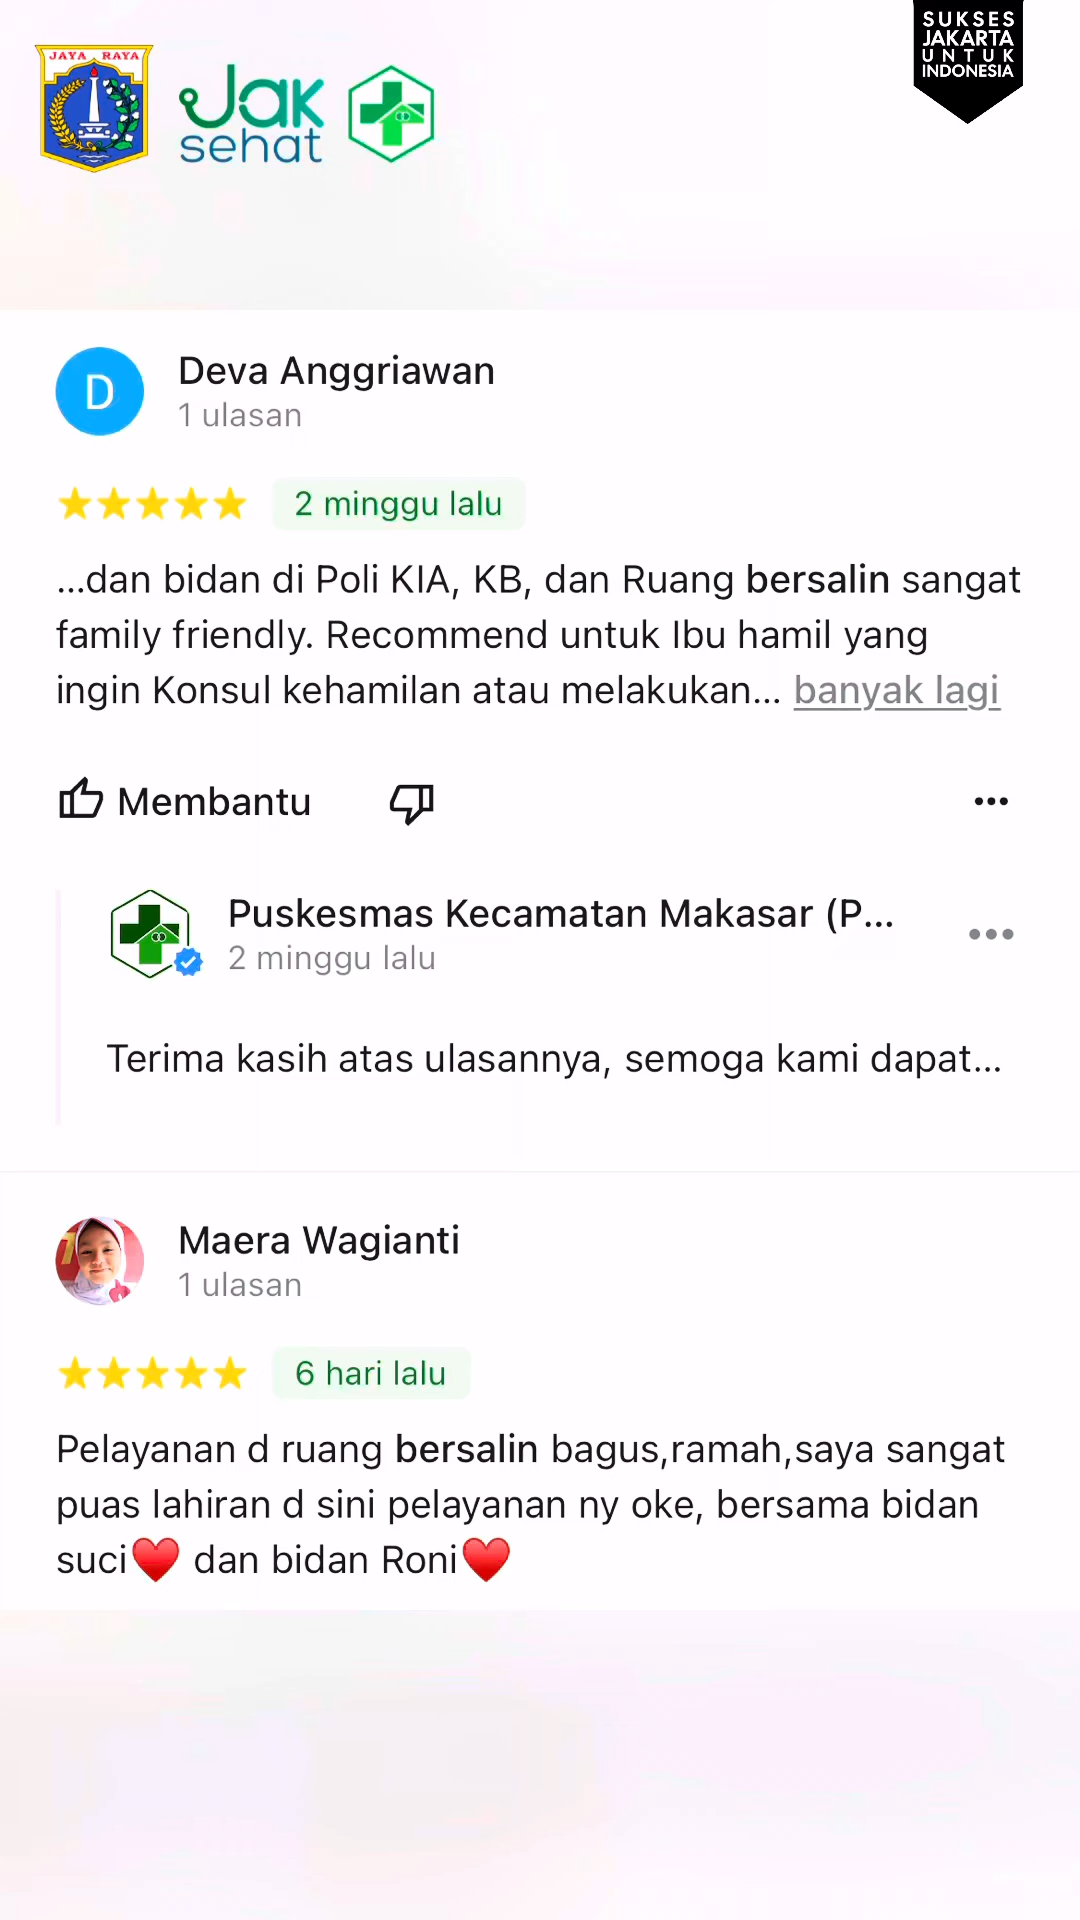 JAYA RAYA
Jak
sehat
SUKSES
JAKARTA
UNTUK
INDONESIA
D
Deva Anggriawan
1 ulasan
2 minggu lalu
...dan bidan di Poli KIA, KB, dan Ruang bersalin sangat
family friendly. Recommend untuk Ibu hamil yang
ingin Konsul kehamilan atau melakukan... banyak lagi
Membantu
Puskesmas Kecamatan Makasar (P...
2 minggu lalu
Terima kasih atas ulasannya, semoga kami dapat...
Maera Wagianti
1 ulasan
6 hari lalu
Pelayanan d ruang bersalin bagus,ramah,saya sangat
puas lahiran d sini pelayanan ny oke, bersama bidan
suci❤️ dan bidan Roni❤️